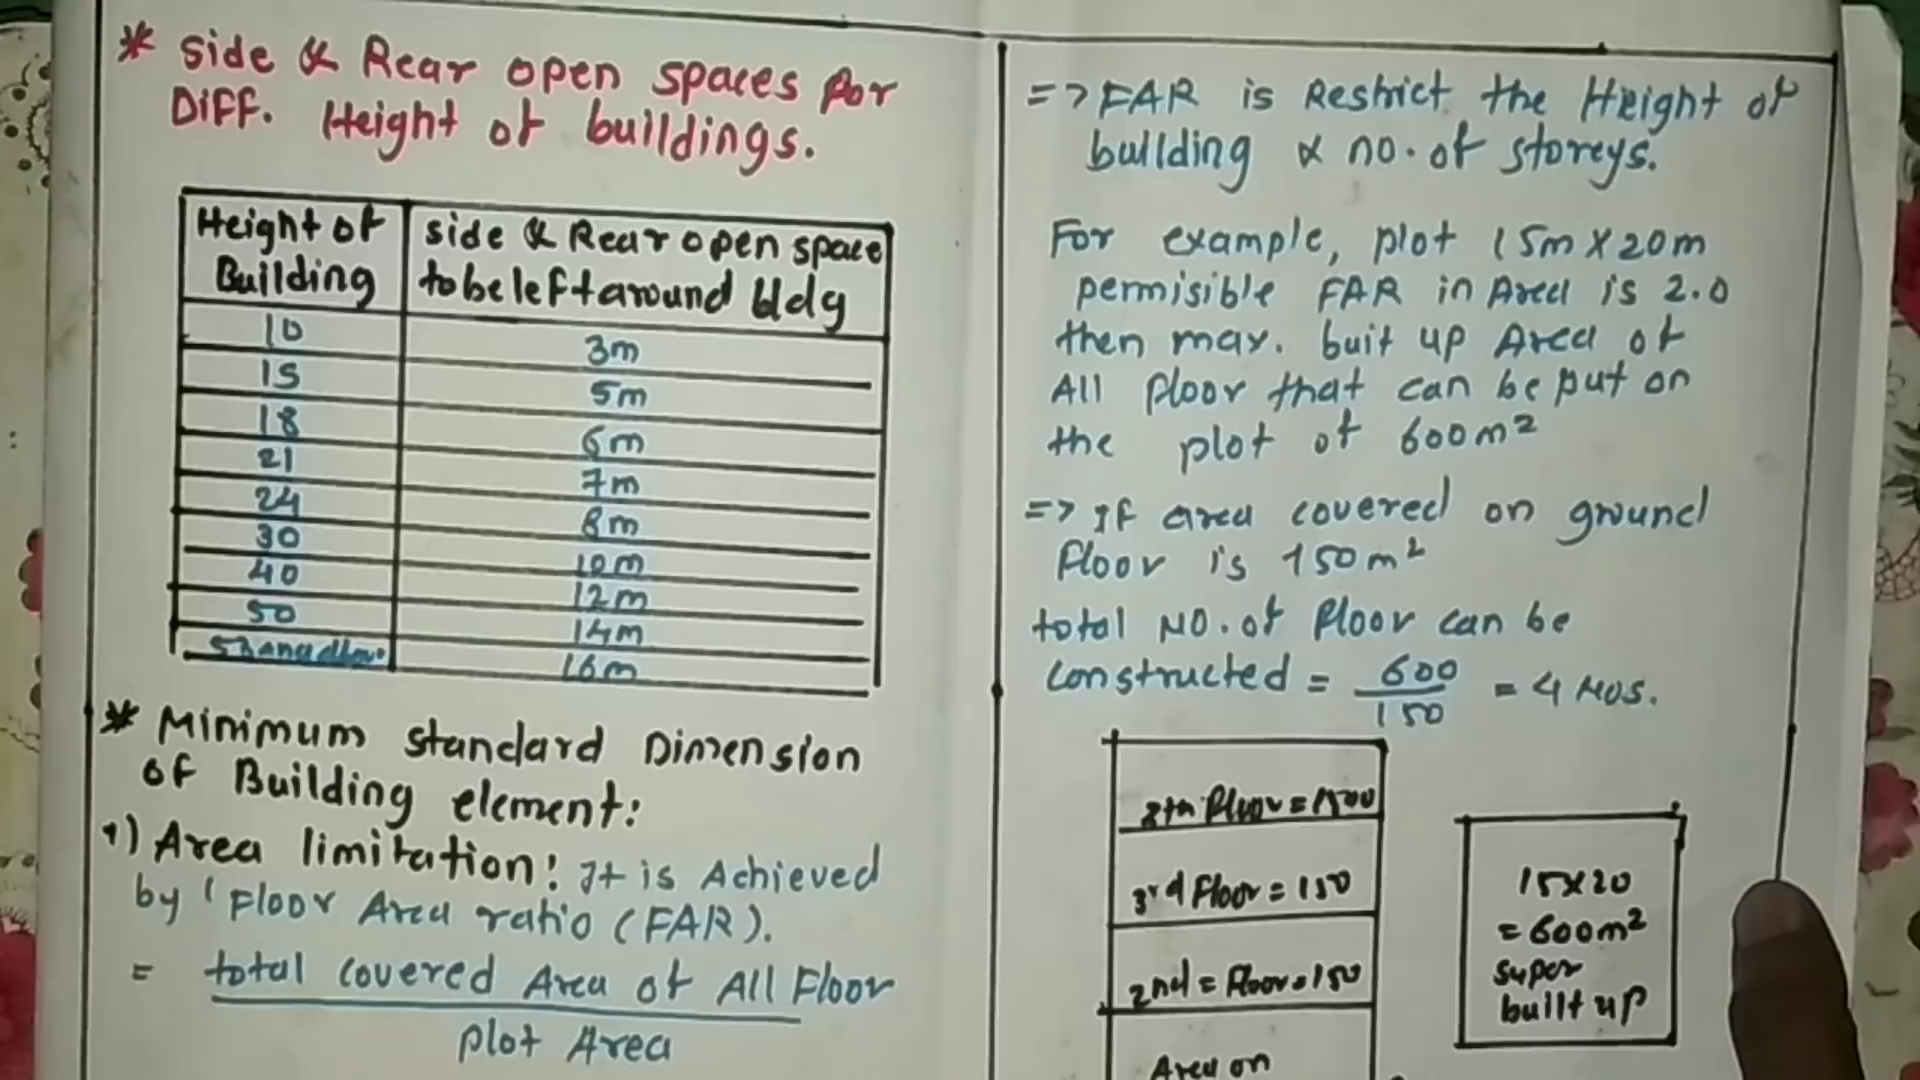 * Side & Rear open spaces for
Diff. Height of buildings.
Height of Building | side & Rear open space to be left around bldg
10 | 3m
15 | 5m
18 | 6m
21 | 7m
24 | 8m
30 | 10m
40 | 12m
50 | 14m
16m
* Minimum standard Dimension
of Building element:
1) Area limitation: It is Achieved
by 'Floor Area ratio (FAR).
= total covered Area of All Floor
plot Area
=> FAR is Restrict the Height of
building & no. of storeys.
For example, plot 15m x 20m
permisible FAR in Area is 2.0
then max. buit up Area of
All floor that can be put on
the plot of 600m²
=> If area covered on ground
floor is 150m²
total NO. of floor can be
constructed = 600/150 = 4 Nos.
floor =
3rd Floor = 150
2nd = Floor = 150
Area on
15x20
= 600m²
super
built up